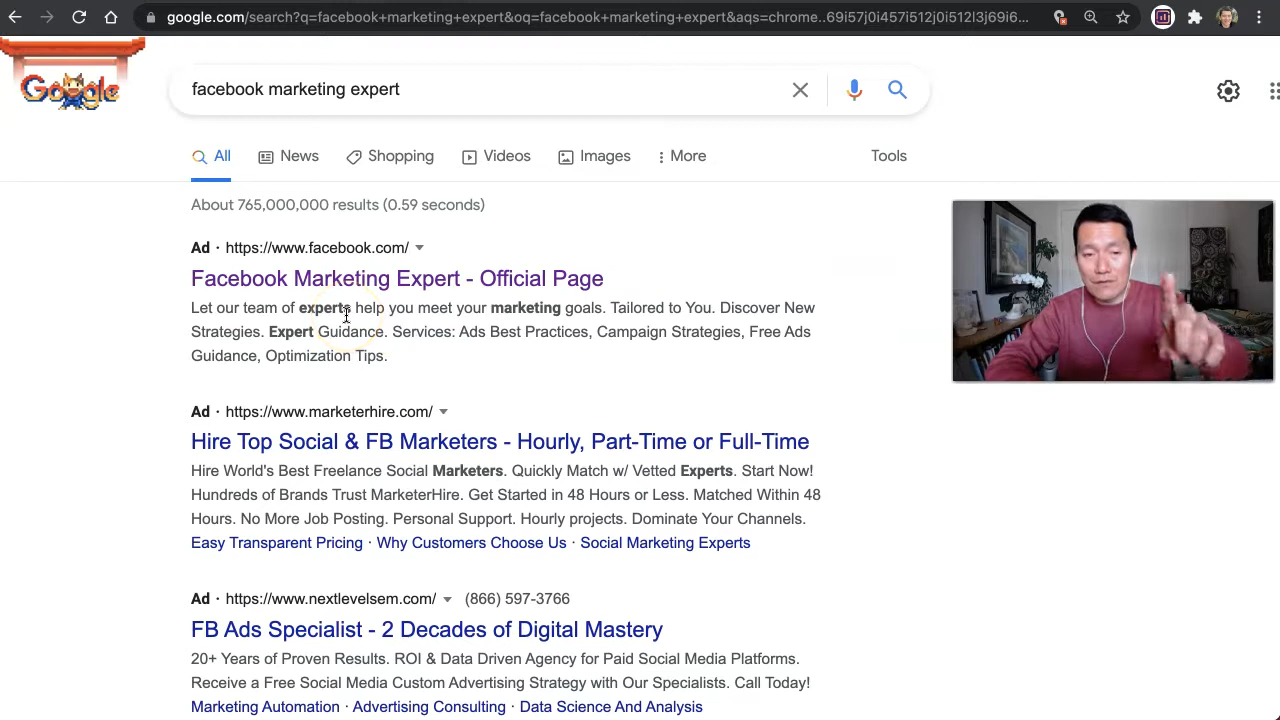 google.com/search?q=facebook+marketing+expert&oq=facebook+marketing+expert&aqs=chrome..69i57j0i457i512j0i512l3j69i6...
Google
facebook marketing expert
All News Shopping Videos Images More Tools
About 765,000,000 results (0.59 seconds)
Ad · https://www.facebook.com/
Facebook Marketing Expert - Official Page
Let our team of experts help you meet your marketing goals. Tailored to You. Discover New
Strategies. Expert Guidance. Services: Ads Best Practices, Campaign Strategies, Free Ads
Guidance, Optimization Tips.
Ad · https://www.marketerhire.com/
Hire Top Social & FB Marketers - Hourly, Part-Time or Full-Time
Hire World's Best Freelance Social Marketers. Quickly Match w/ Vetted Experts. Start Now!
Hundreds of Brands Trust MarketerHire. Get Started in 48 Hours or Less. Matched Within 48
Hours. No More Job Posting. Personal Support. Hourly projects. Dominate Your Channels.
Easy Transparent Pricing · Why Customers Choose Us · Social Marketing Experts
Ad · https://www.nextlevelsem.com/ (866) 597-3766
FB Ads Specialist - 2 Decades of Digital Mastery
20+ Years of Proven Results. ROI & Data Driven Agency for Paid Social Media Platforms.
Receive a Free Social Media Custom Advertising Strategy with Our Specialists. Call Today!
Marketing Automation · Advertising Consulting · Data Science And Analysis